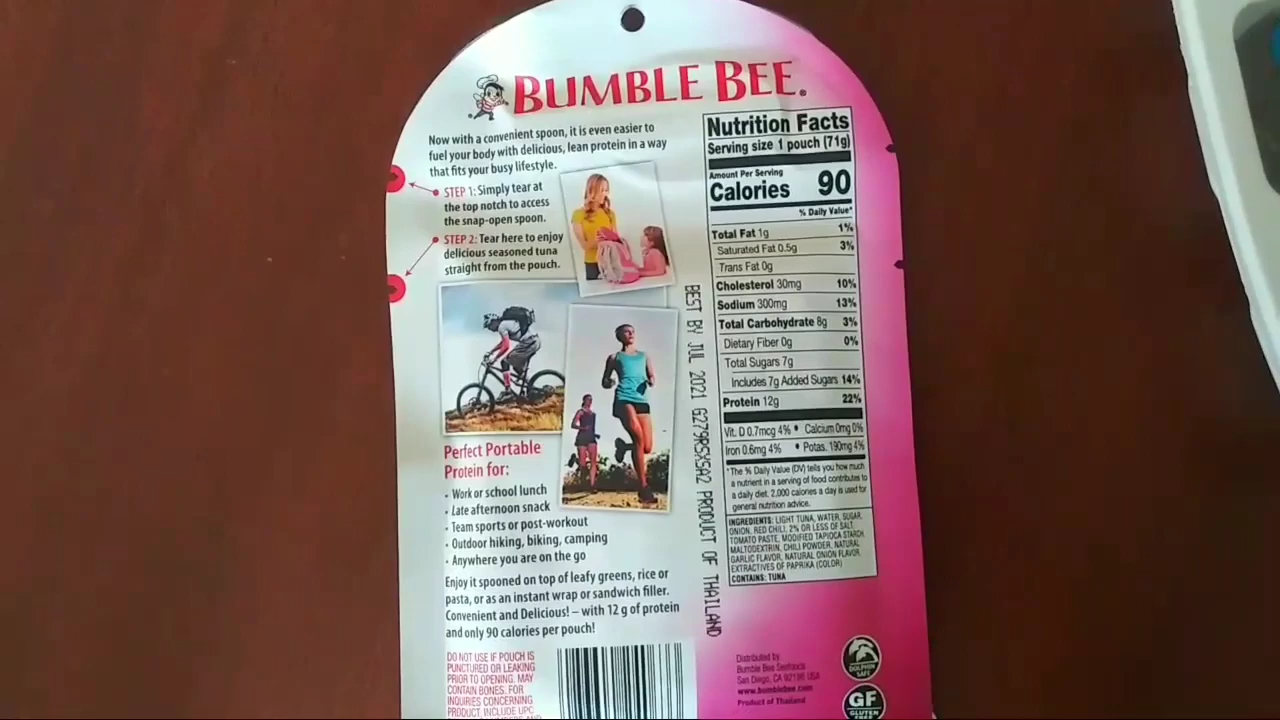 BUMBLE BEE®
Now with a convenient spoon, it is even easier to
fuel your body with delicious, lean protein in a way
that fits your busy lifestyle.
STEP 1: Simply tear at
the top notch to access
the snap-open spoon.
STEP 2: Tear here to enjoy
delicious seasoned tuna
straight from the pouch.
Perfect Portable
Protein for:
• Work or school lunch
• Late afternoon snack
• Team sports or post-workout
• Outdoor hiking, biking, camping
• Anywhere you are on the go
Enjoy it spooned on top of leafy greens, rice or
pasta, or as an instant wrap or sandwich filler.
Convenient and Delicious! – with 12 g of protein
and only 90 calories per pouch!
DO NOT USE IF POUCH IS
PUNCTURED OR LEAKING
PRIOR TO OPENING. MAY
CONTAIN BONES. FOR
INQUIRIES CONCERNING
PRODUCT, INCLUDE UPC
BEST BY JUL 2021 6279RSXSA2 PRODUCT OF THAILAND
Nutrition Facts
Serving size 1 pouch (71g)
Amount Per Serving
Calories 90
% Daily Value*
Total Fat 1g 1%
Saturated Fat 0.5g 3%
Trans Fat 0g
Cholesterol 30mg 10%
Sodium 300mg 13%
Total Carbohydrate 8g 3%
Dietary Fiber 0g 0%
Total Sugars 7g
Includes 7g Added Sugars 14%
Protein 12g 22%
Vit. D 0.7mcg 4% • Calcium 0mg 0%
Iron 0.6mg 4% • Potas. 190mg 4%
*The % Daily Value (DV) tells you how much
a nutrient in a serving of food contributes to
a daily diet. 2,000 calories a day is used for
general nutrition advice.
INGREDIENTS: LIGHT TUNA, WATER, SUGAR,
ONION, RED CHILI, 2% OR LESS OF SALT,
TOMATO PASTE, MODIFIED TAPIOCA STARCH,
MALTODEXTRIN, CHILI POWDER, NATURAL
GARLIC FLAVOR, NATURAL ONION FLAVOR,
EXTRACTIVES OF PAPRIKA (COLOR)
CONTAINS: TUNA
Distributed by
Bumble Bee Seafoods
San Diego, CA 92186 USA
www.bumblebee.com
Product of Thailand
DOLPHIN
SAFE
GF
GLUTEN
FREE